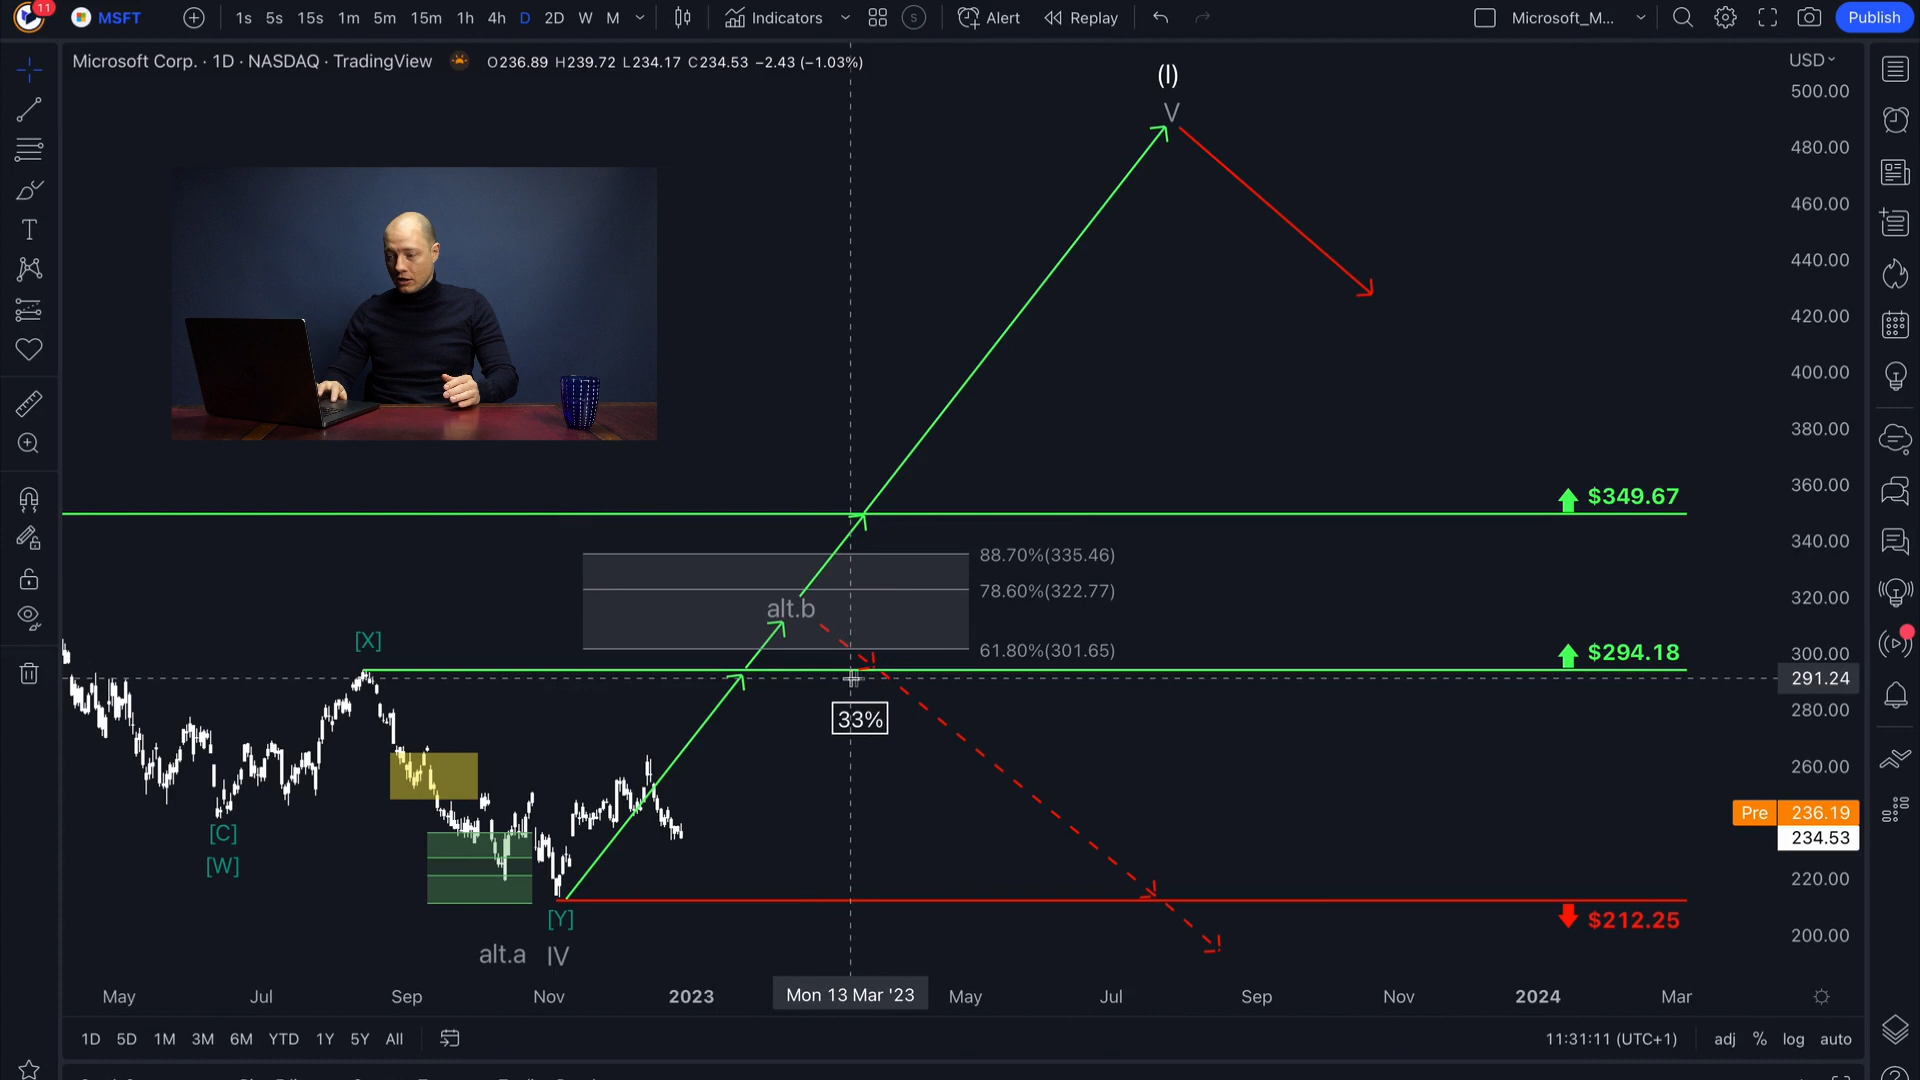 11
MSFT
1s 5s 15s 1m 5m 15m 1h 4h D 2D W M
Indicators
S
Alert
Replay
Microsoft_M...
Publish
Microsoft Corp. · 1D · NASDAQ · TradingView
O236.89 H239.72 L234.17 C234.53 −2.43 (−1.03%)
USD
(I)
V
500.00
480.00
460.00
440.00
420.00
400.00
380.00
360.00
$349.67
340.00
88.70%(335.46)
78.60%(322.77)
320.00
alt.b
[X]
61.80%(301.65)
$294.18
300.00
291.24
280.00
33%
260.00
Pre 236.19
234.53
[C]
[W]
220.00
[Y]
$212.25
200.00
alt.a IV
May Jul Sep Nov 2023 Mon 13 Mar '23 May Jul Sep Nov 2024 Mar
1D 5D 1M 3M 6M YTD 1Y 5Y All
11:31:11 (UTC+1)
adj % log auto